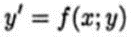 y′ = f(x; y)